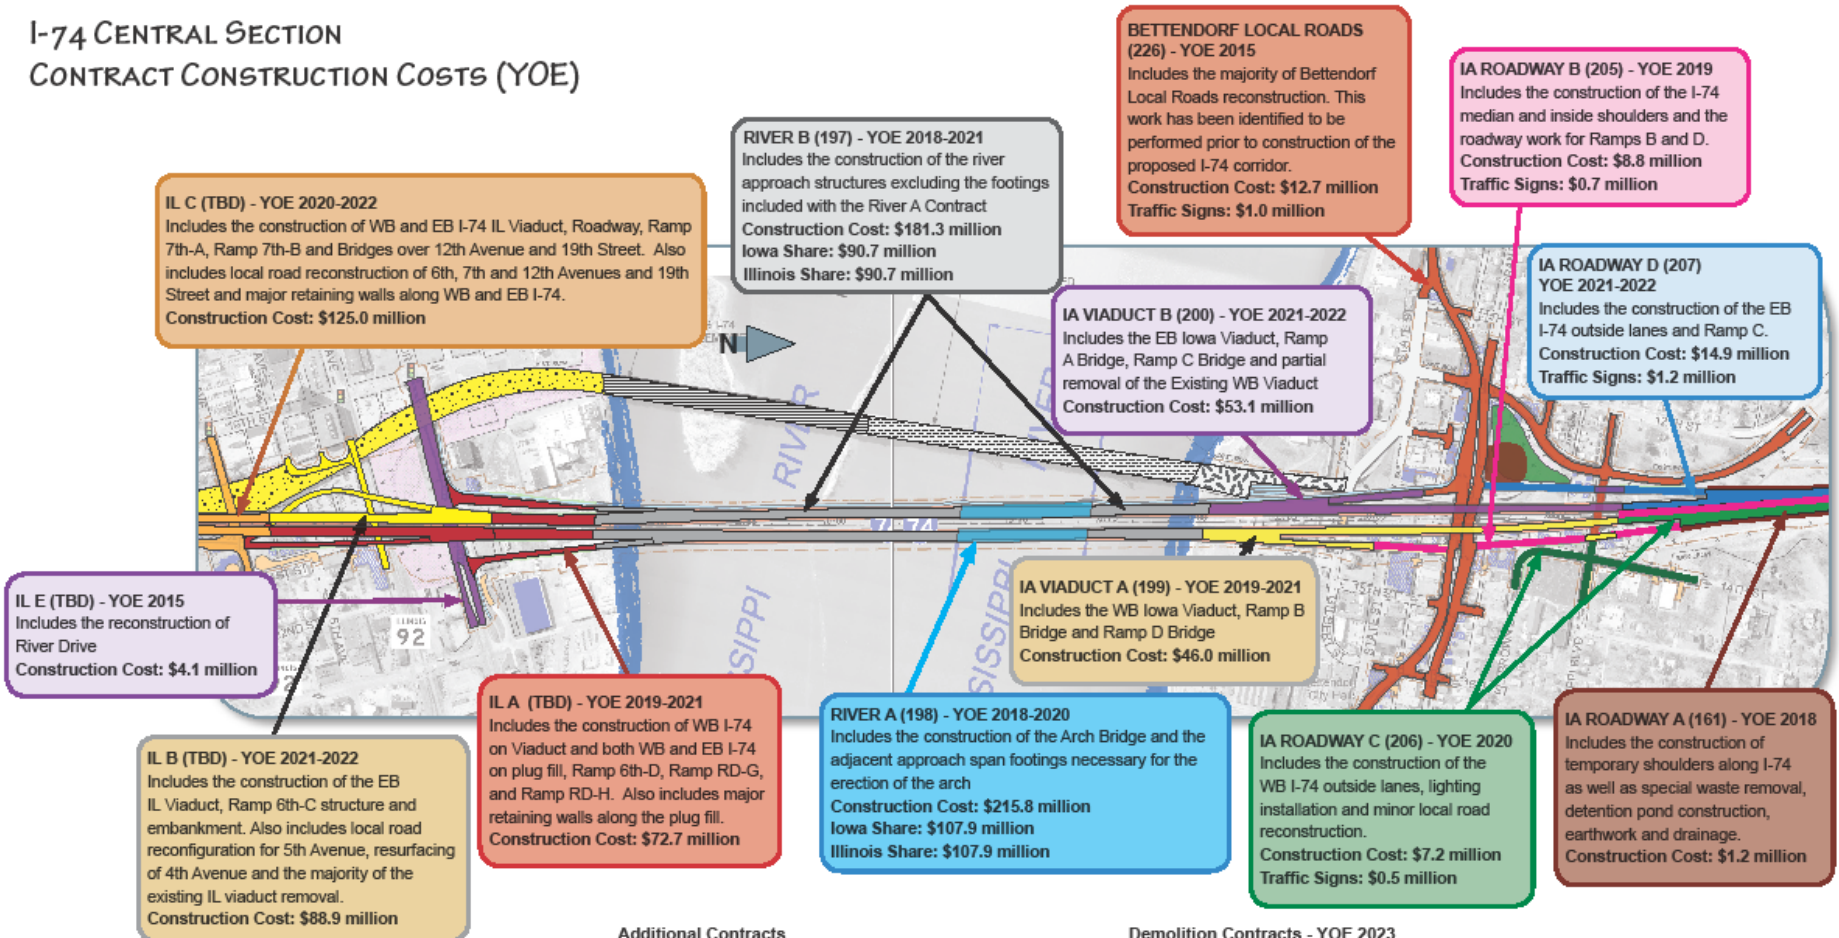 I-74 CENTRAL SECTION
CONTRACT CONSTRUCTION COSTS (YOE)
BETTENDORF LOCAL ROADS
(226) - YOE 2015
Includes the majority of Bettendorf
Local Roads reconstruction. This
work has been identified to be
performed prior to construction of the
proposed I-74 corridor.
Construction Cost: $12.7 million
Traffic Signs: $1.0 million
IA ROADWAY B (205) - YOE 2019
Includes the construction of the I-74
median and inside shoulders and the
roadway work for Ramps B and D.
Construction Cost: $8.8 million
Traffic Signs: $0.7 million
RIVER B (197) - YOE 2018-2021
Includes the construction of the river
approach structures excluding the footings
included with the River A Contract
Construction Cost: $181.3 million
Iowa Share: $90.7 million
Illinois Share: $90.7 million
IL C (TBD) - YOE 2020-2022
Includes the construction of WB and EB I-74 IL Viaduct, Roadway, Ramp
7th-A, Ramp 7th-B and Bridges over 12th Avenue and 19th Street. Also
includes local road reconstruction of 6th, 7th and 12th Avenues and 19th
Street and major retaining walls along WB and EB I-74.
Construction Cost: $125.0 million
IA ROADWAY D (207)
YOE 2021-2022
Includes the construction of the EB
I-74 outside lanes and Ramp C.
Construction Cost: $14.9 million
Traffic Signs: $1.2 million
IA VIADUCT B (200) - YOE 2021-2022
Includes the EB Iowa Viaduct, Ramp
A Bridge, Ramp C Bridge and partial
removal of the Existing WB Viaduct
Construction Cost: $53.1 million
N
RIVER
RIVER
74
IL E (TBD) - YOE 2015
Includes the reconstruction of
River Drive
Construction Cost: $4.1 million
ILLINOIS
92
IA VIADUCT A (199) - YOE 2019-2021
Includes the WB Iowa Viaduct, Ramp B
Bridge and Ramp D Bridge
Construction Cost: $46.0 million
SSIPPI
SISSIPPI
IL B (TBD) - YOE 2021-2022
Includes the construction of the EB
IL Viaduct, Ramp 6th-C structure and
embankment. Also includes local road
reconfiguration for 5th Avenue, resurfacing
of 4th Avenue and the majority of the
existing IL viaduct removal.
Construction Cost: $88.9 million
IL A (TBD) - YOE 2019-2021
Includes the construction of WB I-74
on Viaduct and both WB and EB I-74
on plug fill, Ramp 6th-D, Ramp RD-G,
and Ramp RD-H. Also includes major
retaining walls along the plug fill.
Construction Cost: $72.7 million
RIVER A (198) - YOE 2018-2020
Includes the construction of the Arch Bridge and the
adjacent approach span footings necessary for the
erection of the arch
Construction Cost: $215.8 million
Iowa Share: $107.9 million
Illinois Share: $107.9 million
IA ROADWAY C (206) - YOE 2020
Includes the construction of the
WB I-74 outside lanes, lighting
installation and minor local road
reconstruction.
Construction Cost: $7.2 million
Traffic Signs: $0.5 million
IA ROADWAY A (161) - YOE 2018
Includes the construction of
temporary shoulders along I-74
as well as special waste removal,
detention pond construction,
earthwork and drainage.
Construction Cost: $1.2 million
Additional Contracts
Demolition Contracts - YOE 2023